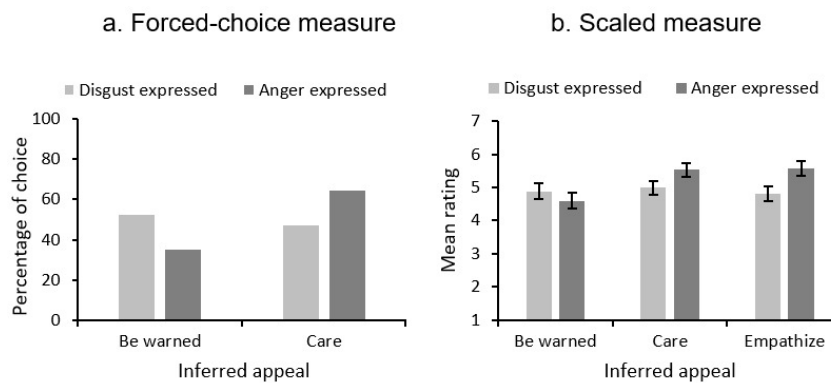 a. Forced-choice measure
Disgust expressed Anger expressed
Percentage of choice
100
80
60
40
20
0
Be warned Care
Inferred appeal
b. Scaled measure
Disgust expressed Anger expressed
Mean rating
7
6
5
4
3
2
1
Be warned Care Empathize
Inferred appeal